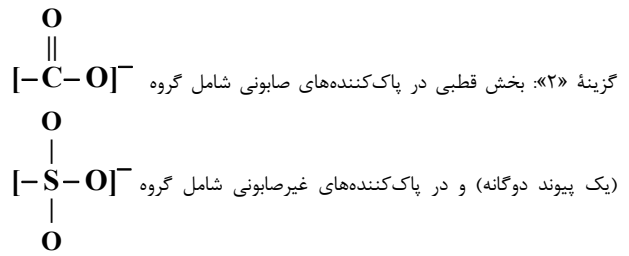 O
||
گزینهٔ «۲»: بخش قطبی در پاک‌کننده‌های صابونی شامل گروه [–C–O]⁻
O
|
(یک پیوند دوگانه) و در پاک‌کننده‌های غیرصابونی شامل گروه [–S–O]⁻
|
O